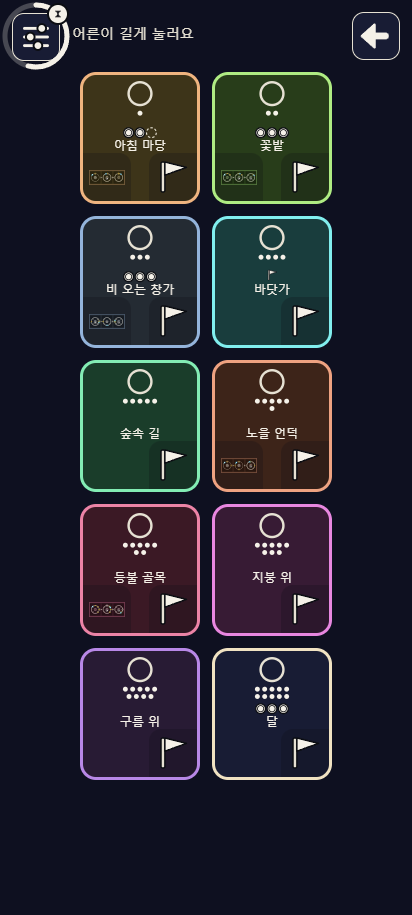 어른이 길게 눌러요
아침 마당
꽃밭
비 오는 창가
바닷가
숲속 길
노을 언덕
등불 골목
지붕 위
구름 위
달